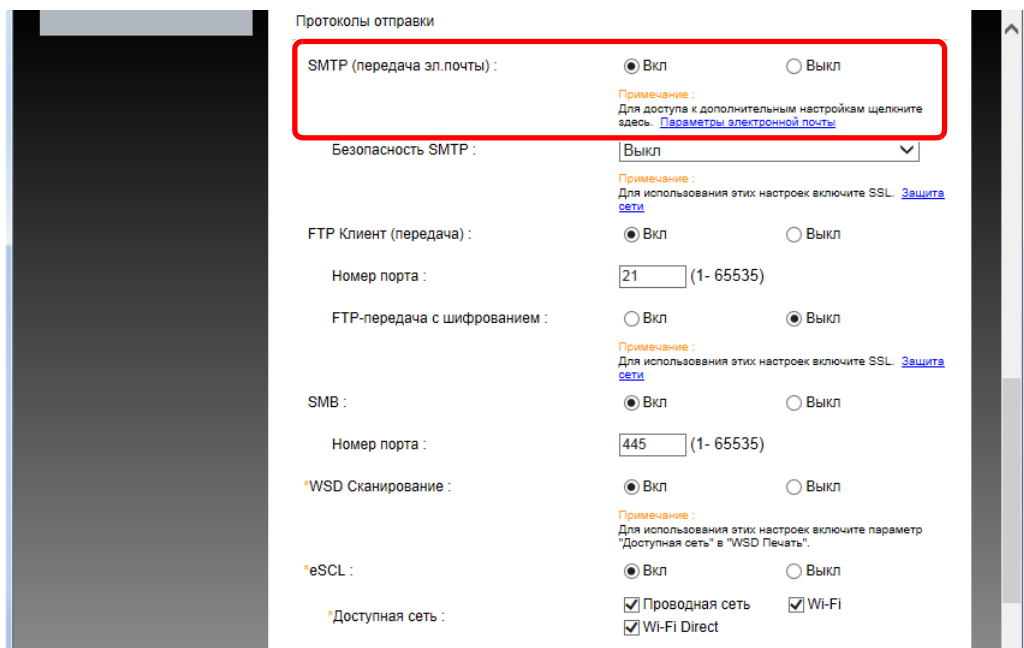 Протоколы отправки
SMTP (передача эл.почты) : Вкл Выкл
Примечание :
Для доступа к дополнительным настройкам щелкните
здесь. Параметры электронной почты
Безопасность SMTP : Выкл
Примечание :
Для использования этих настроек включите SSL. Защита
сети
FTP Клиент (передача) : Вкл Выкл
Номер порта : 21 (1- 65535)
FTP-передача с шифрованием : Вкл Выкл
Примечание :
Для использования этих настроек включите SSL. Защита
сети
SMB : Вкл Выкл
Номер порта : 445 (1- 65535)
*WSD Сканирование : Вкл Выкл
Примечание :
Для использования этих настроек включите параметр
"Доступная сеть" в "WSD Печать".
*eSCL : Вкл Выкл
*Доступная сеть : Проводная сеть Wi-Fi
Wi-Fi Direct